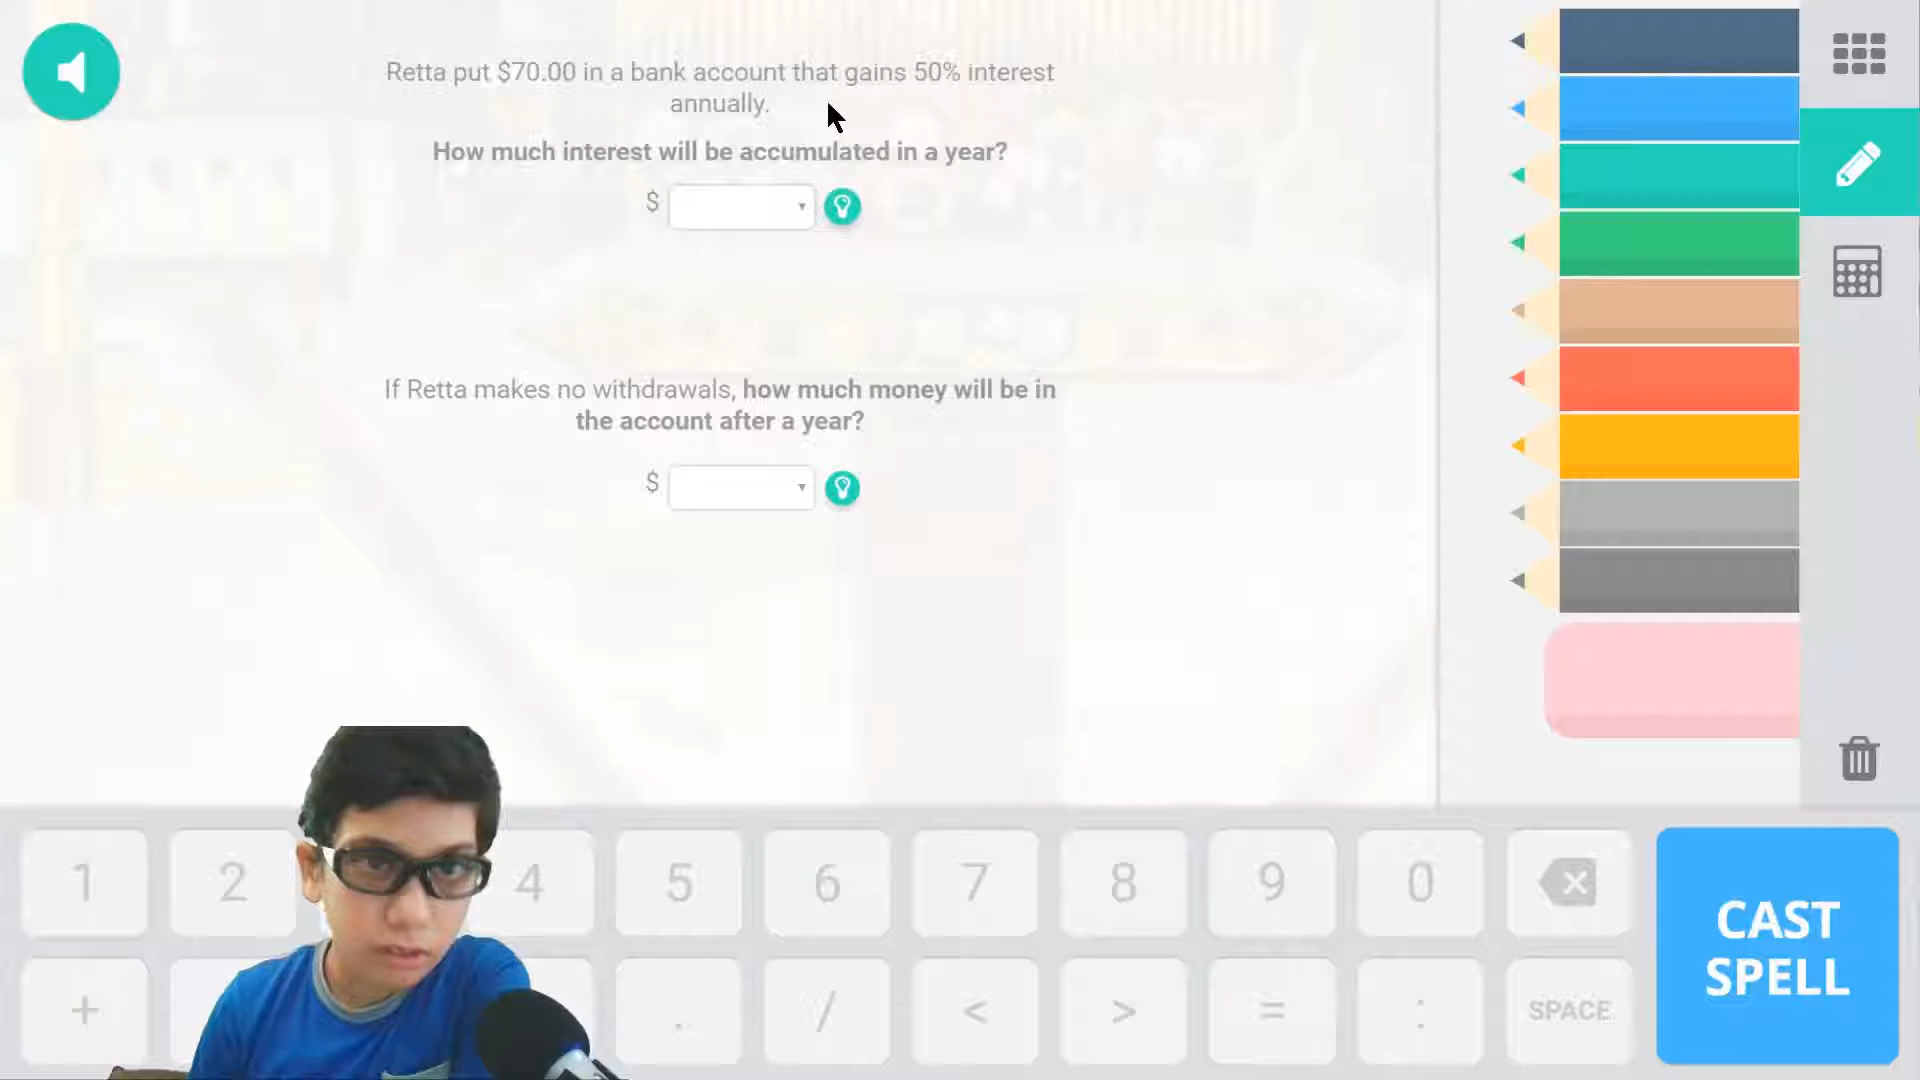 Retta put $70.00 in a bank account that gains 50% interest
annually.
How much interest will be accumulated in a year?
$
If Retta makes no withdrawals, how much money will be in
the account after a year?
$
1 2 4 5 6 7 8 9 0
CAST
SPELL
+ . / < > = : SPACE